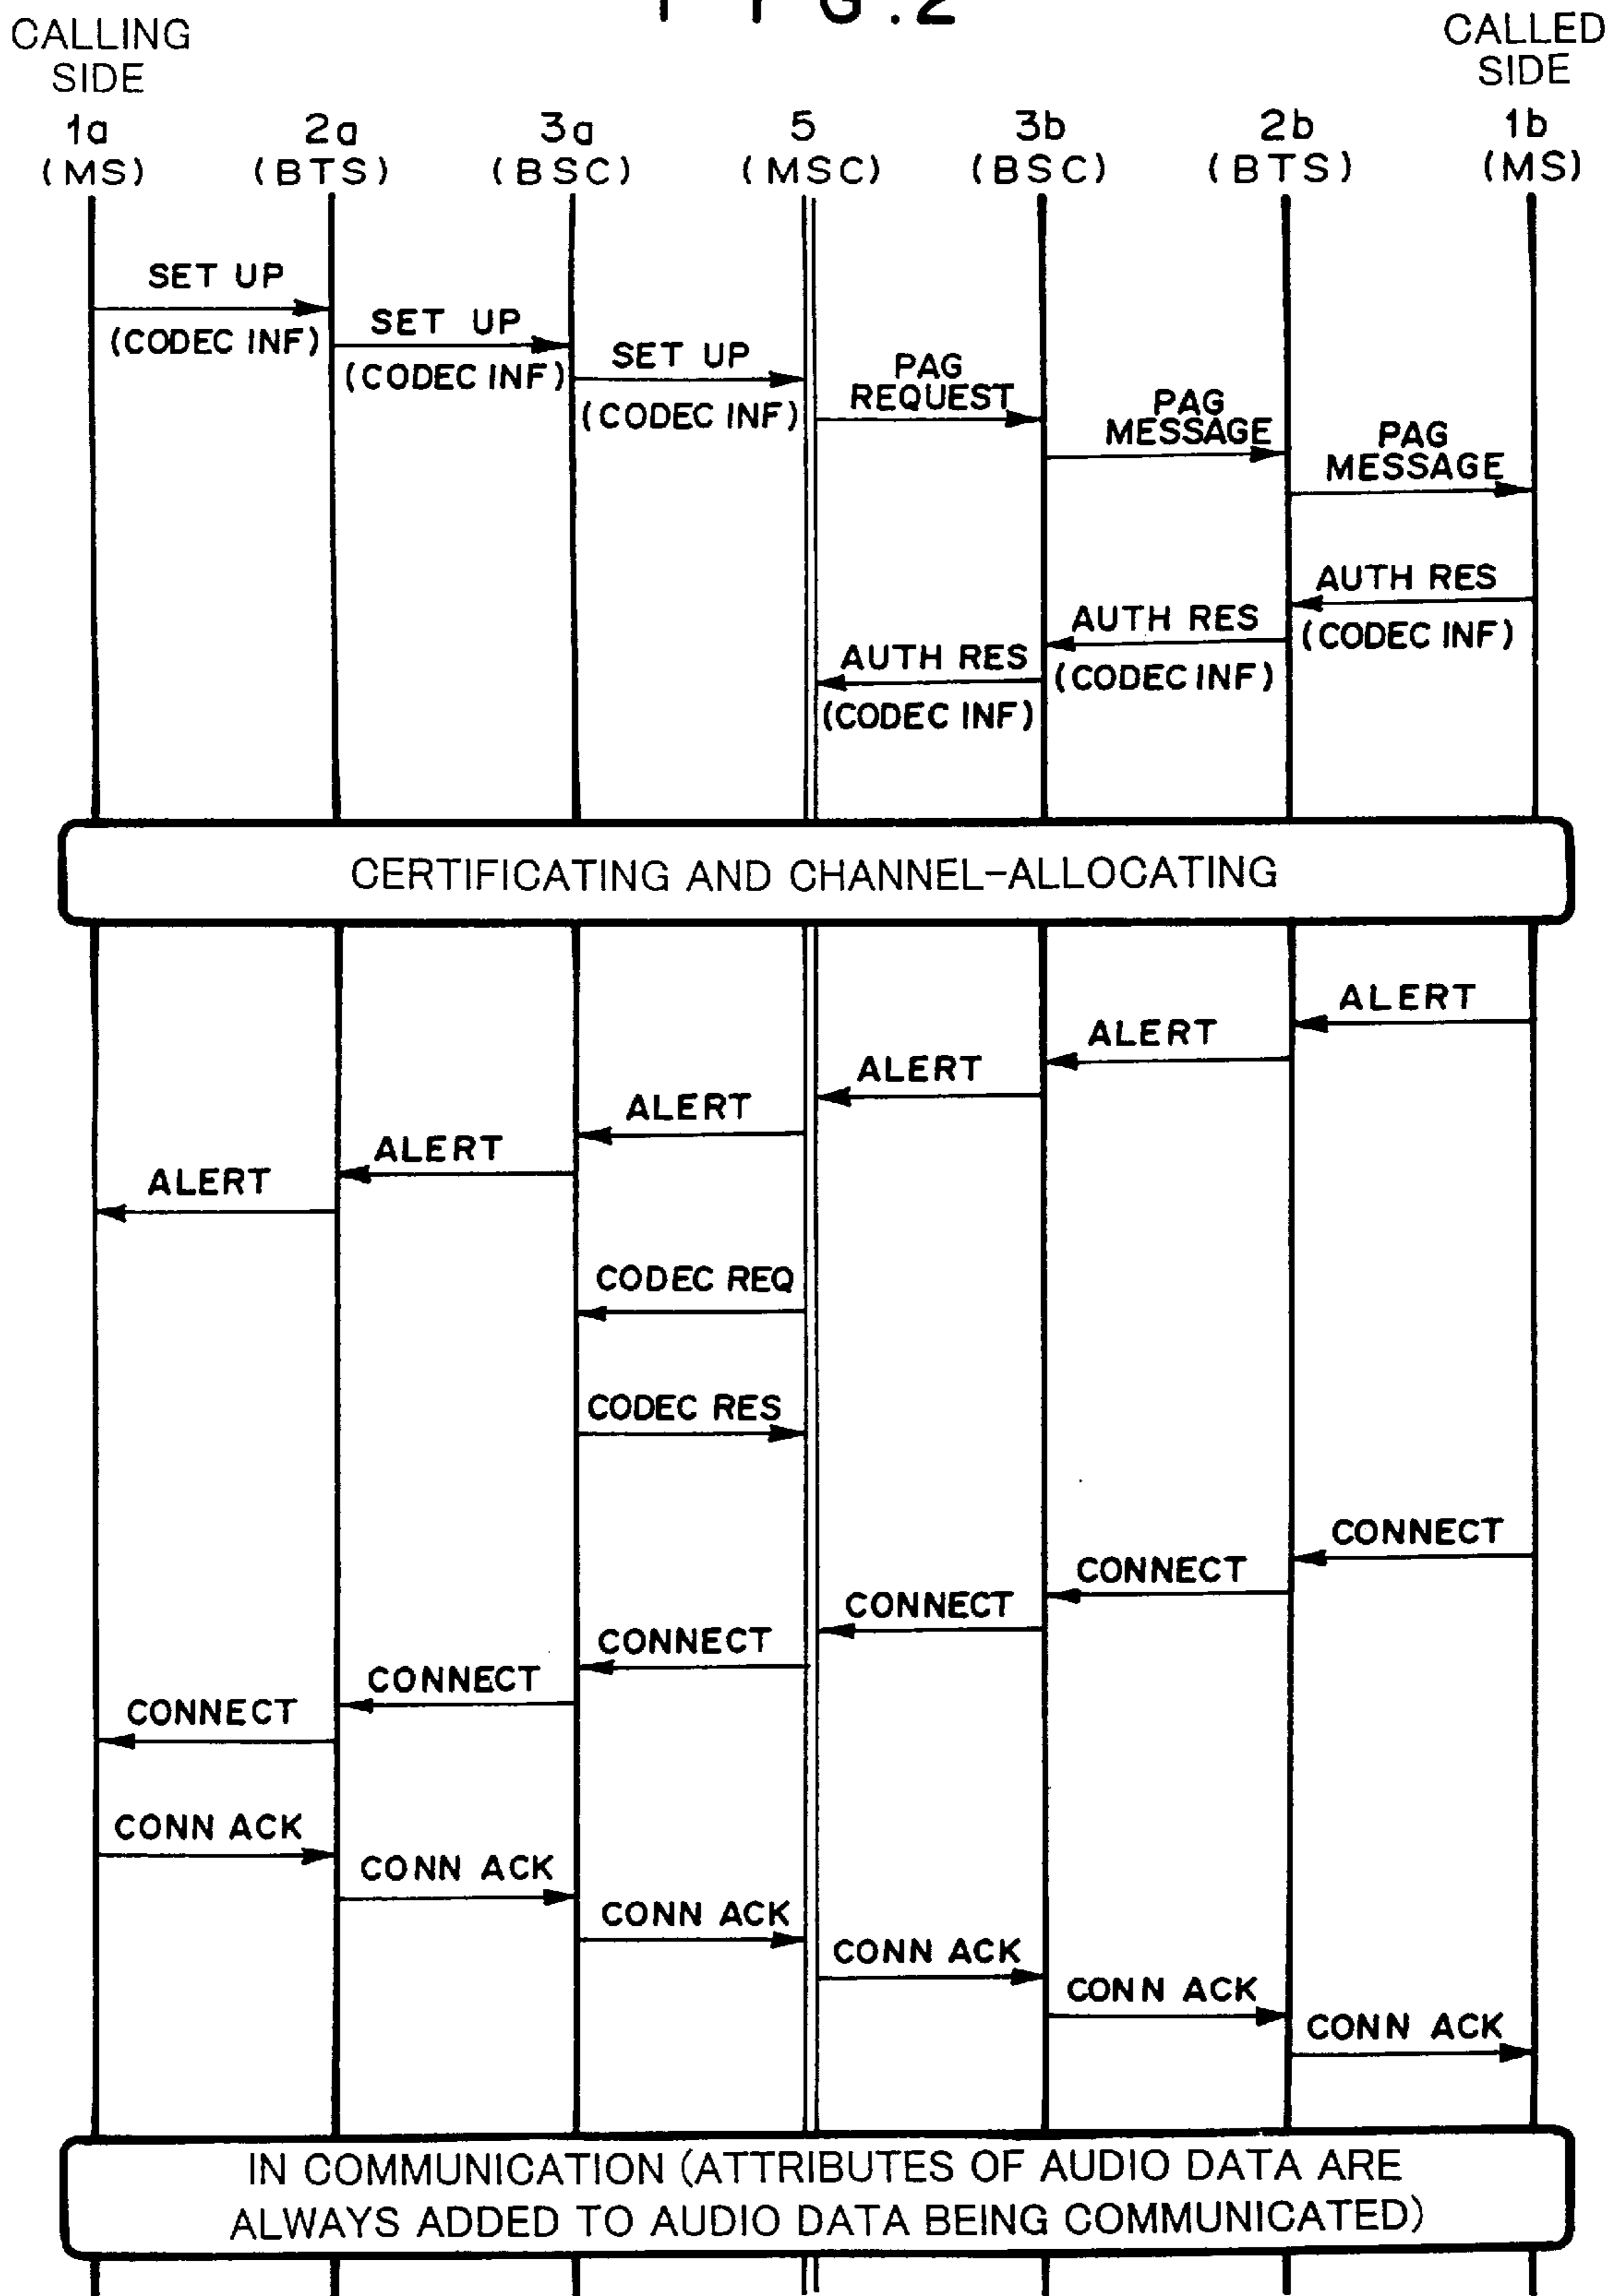 FIG.2
CALLING
SIDE
CALLED
SIDE
1a
2a
3a
5
3b
2b
1b
(MS)
(BTS)
(BSC)
(MSC)
(BSC)
(BTS)
(MS)
SET UP
(CODEC INF)
SET UP
(CODEC INF)
SET UP
(CODEC INF)
PAG
REQUEST
PAG
MESSAGE
PAG
MESSAGE
AUTH RES
(CODEC INF)
AUTH RES
(CODEC INF)
AUTH RES
(CODEC INF)
CERTIFICATING AND CHANNEL-ALLOCATING
ALERT
ALERT
ALERT
ALERT
ALERT
ALERT
CODEC REQ
CODEC RES
CONNECT
CONNECT
CONNECT
CONNECT
CONNECT
CONNECT
CONN ACK
CONN ACK
CONN ACK
CONN ACK
CONN ACK
CONN ACK
IN COMMUNICATION (ATTRIBUTES OF AUDIO DATA ARE
ALWAYS ADDED TO AUDIO DATA BEING COMMUNICATED)